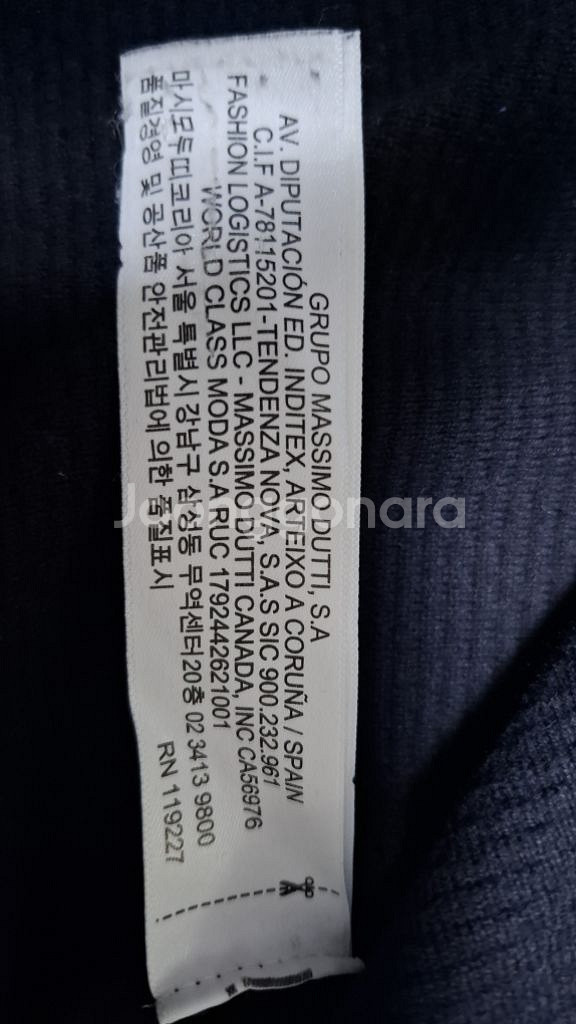 GRUPO MASSIMO DUTTI, S.A
AV. DIPUTACIÓN ED. INDITEX, ARTEIXO A CORUÑA / SPAIN
C.I.F A-78115201-TENDENZA NOVA, S.A.S SIC 900.232.961
FASHION LOGISTICS LLC - MASSIMO DUTTI CANADA, INC CA56976
WORLD CLASS MODA S.A RUC 1792442621001
마시모두띠코리아 서울 특별시 강남구 삼성동 무역센터20층 02 3413 9800
품질경영 및 공산품 안전관리법에 의한 품질표시
RN 119227
Joonggonara